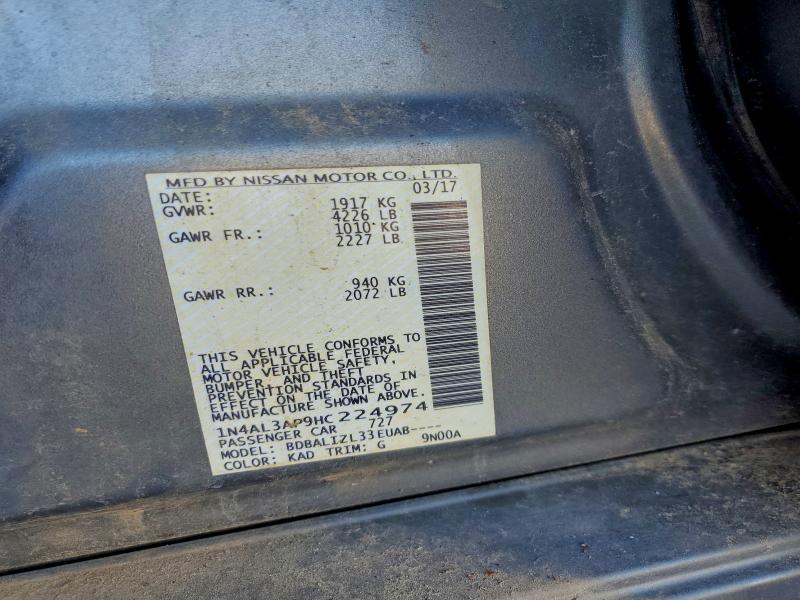 MFD BY NISSAN MOTOR CO., LTD.
DATE: 03/17
GVWR: 1917 KG
4226 LB
GAWR FR.: 1010 KG
2227 LB
GAWR RR.: 940 KG
2072 LB
THIS VEHICLE CONFORMS TO
ALL APPLICABLE FEDERAL
MOTOR VEHICLE SAFETY,
BUMPER, AND THEFT
PREVENTION STANDARDS IN
EFFECT ON THE DATE OF
MANUFACTURE SHOWN ABOVE.
1N4AL3AP9HC224974
PASSENGER CAR 727
MODEL: BDBALIZL33EUAB----
COLOR: KAD TRIM: G 9N00A